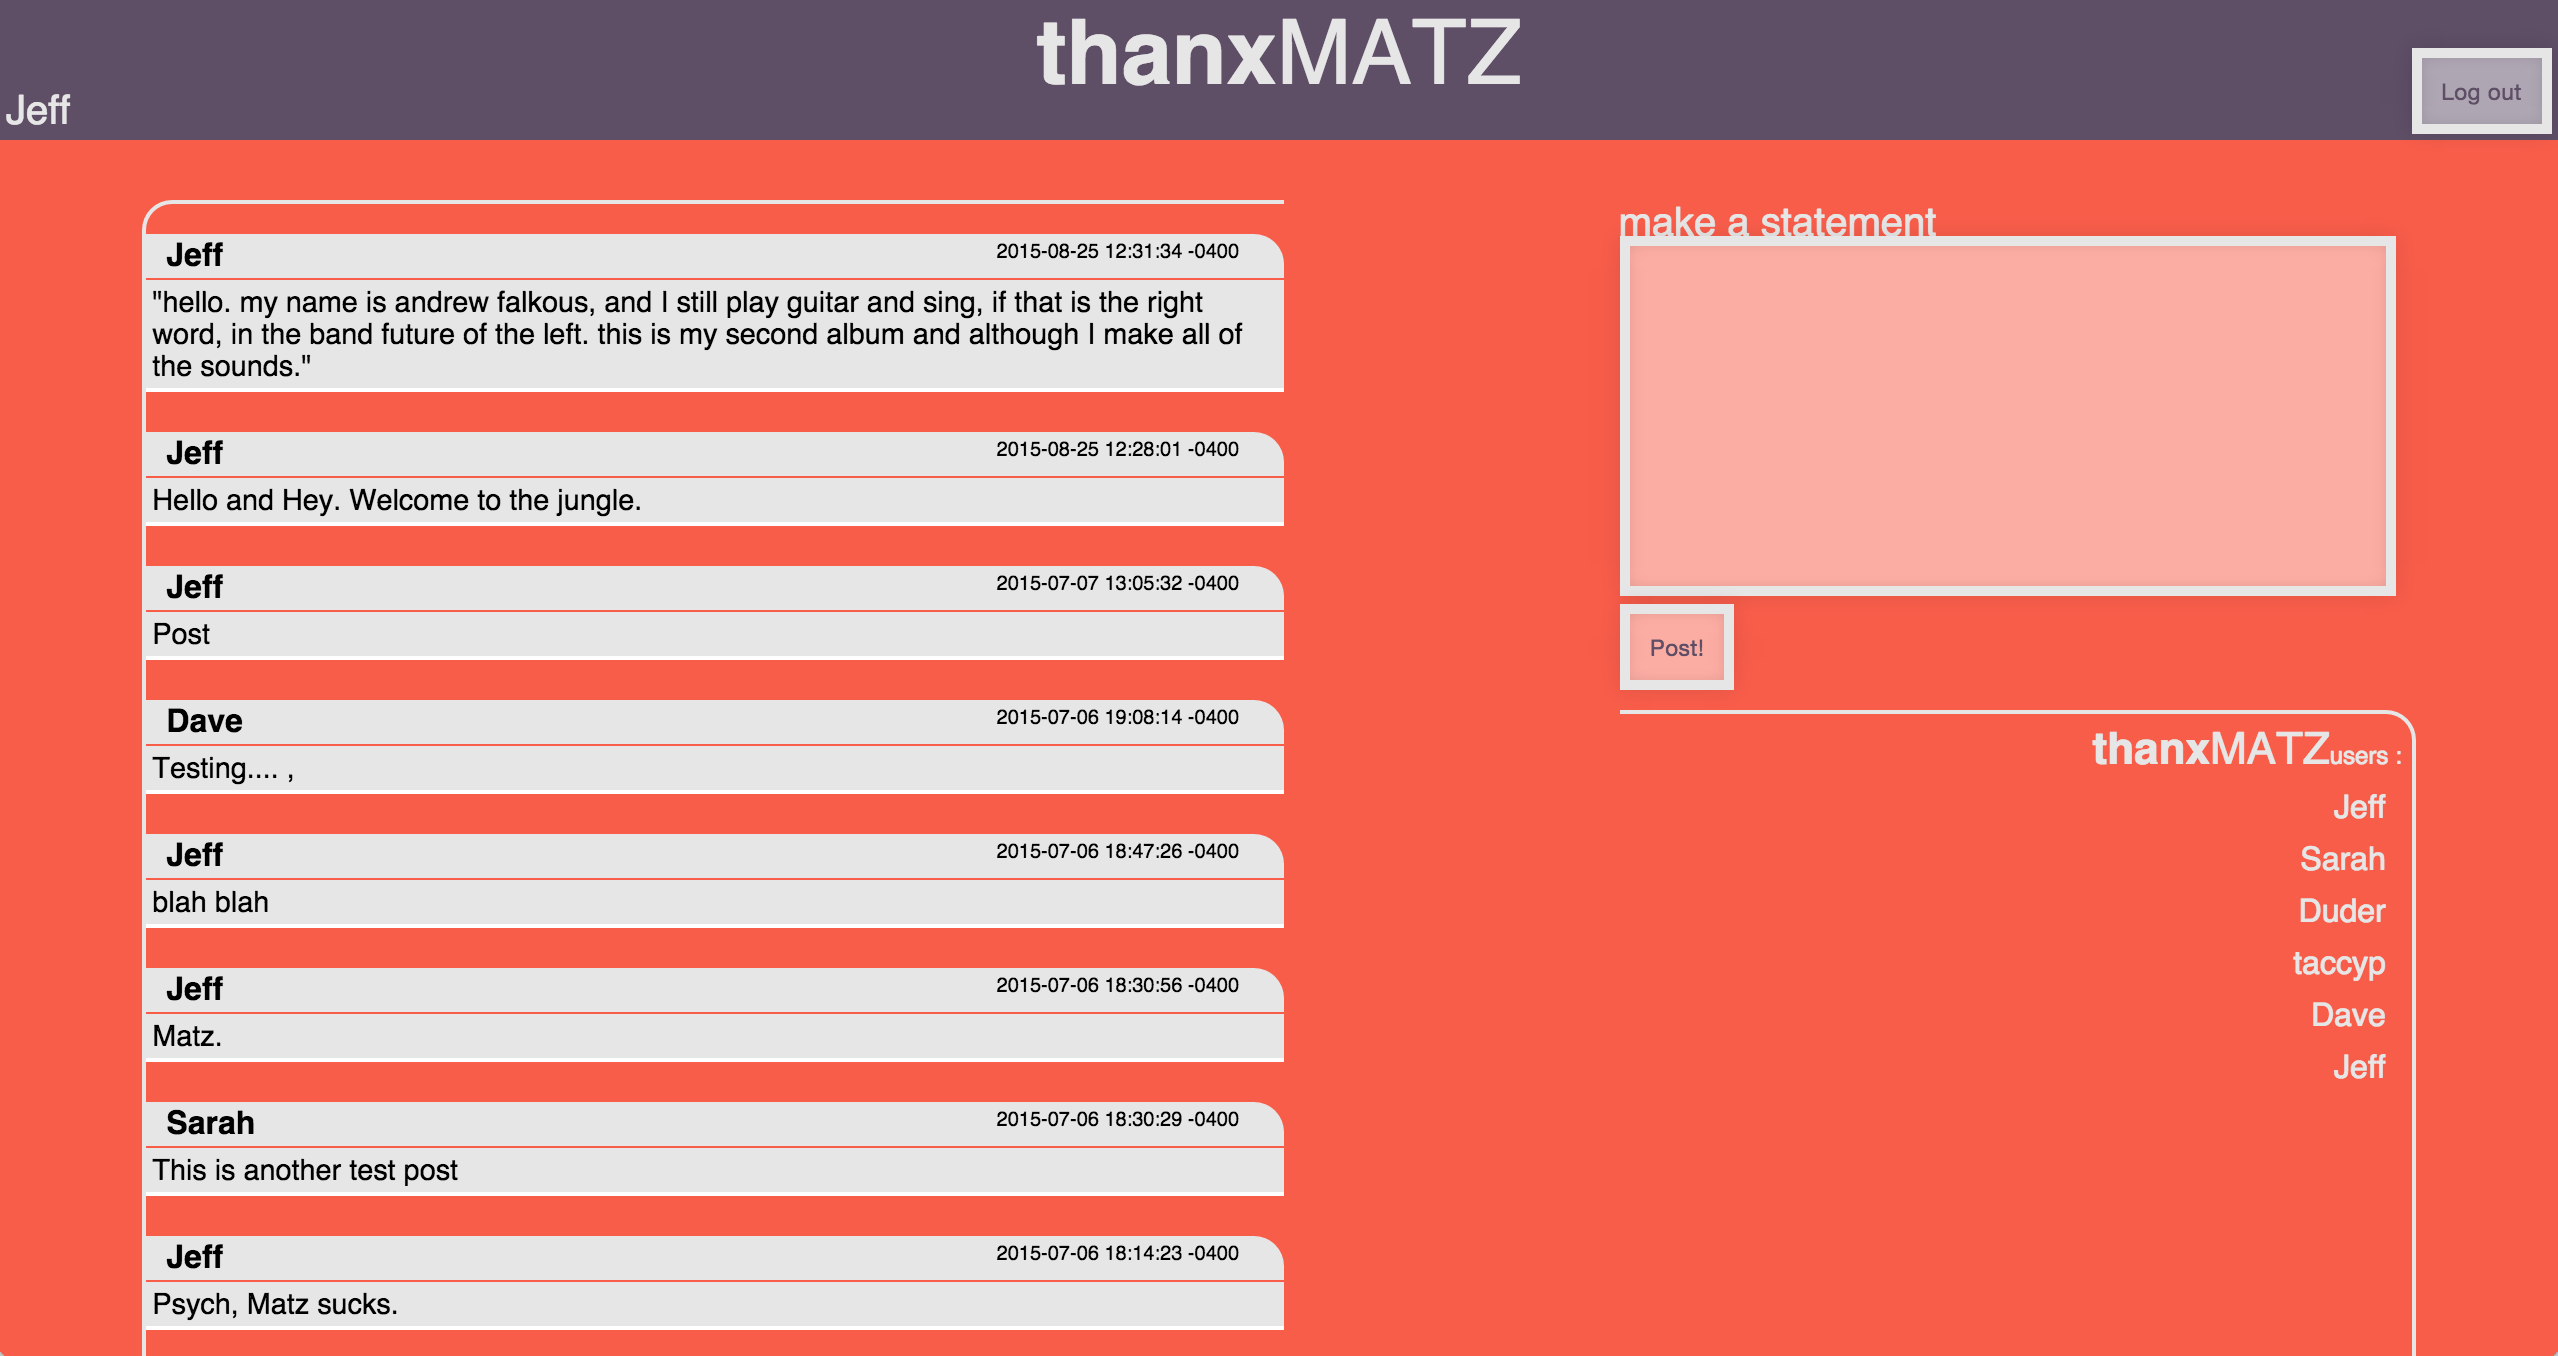 thanxMATZ
Jeff
Log out
Jeff 2015-08-25 12:31:34 -0400
"hello. my name is andrew falkous, and I still play guitar and sing, if that is the right
word, in the band future of the left. this is my second album and although I make all of
the sounds."
Jeff 2015-08-25 12:28:01 -0400
Hello and Hey. Welcome to the jungle.
Jeff 2015-07-07 13:05:32 -0400
Post
Dave 2015-07-06 19:08:14 -0400
Testing.... ,
Jeff 2015-07-06 18:47:26 -0400
blah blah
Jeff 2015-07-06 18:30:56 -0400
Matz.
Sarah 2015-07-06 18:30:29 -0400
This is another test post
Jeff 2015-07-06 18:14:23 -0400
Psych, Matz sucks.
make a statement
Post!
thanxMATZusers :
Jeff
Sarah
Duder
taccyp
Dave
Jeff